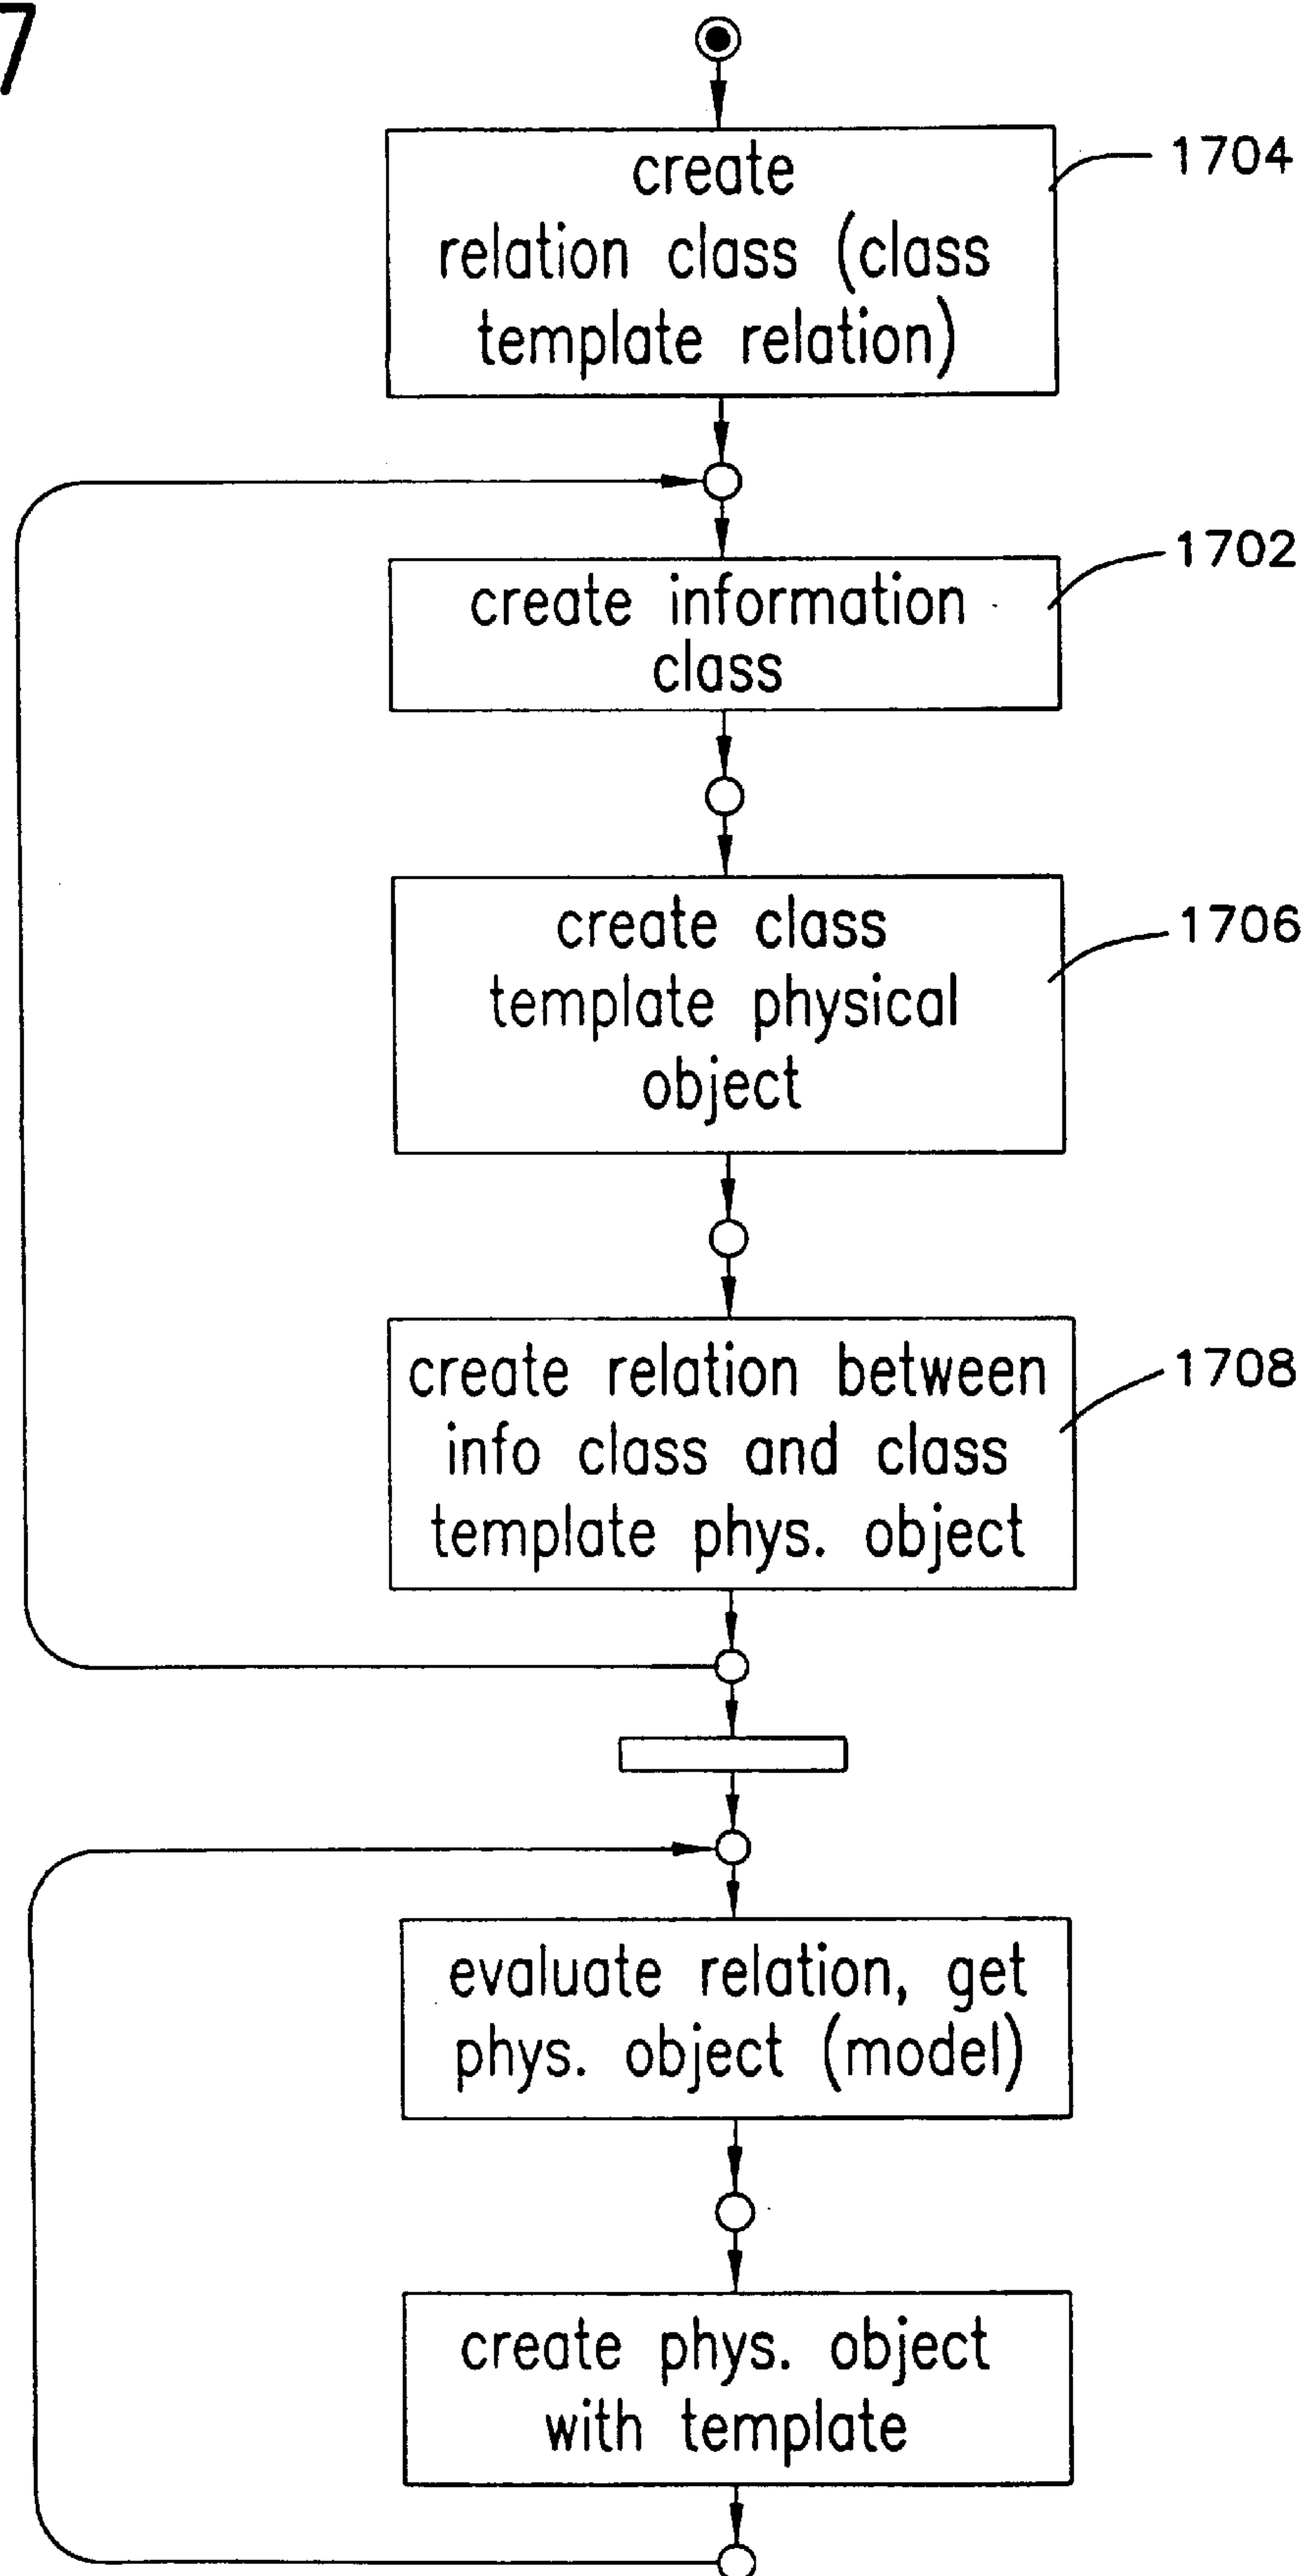 7
create
relation class (class
template relation)
1704
create information
class
1702
create class
template physical
object
1706
create relation between
info class and class
template phys. object
1708
evaluate relation, get
phys. object (model)
create phys. object
with template